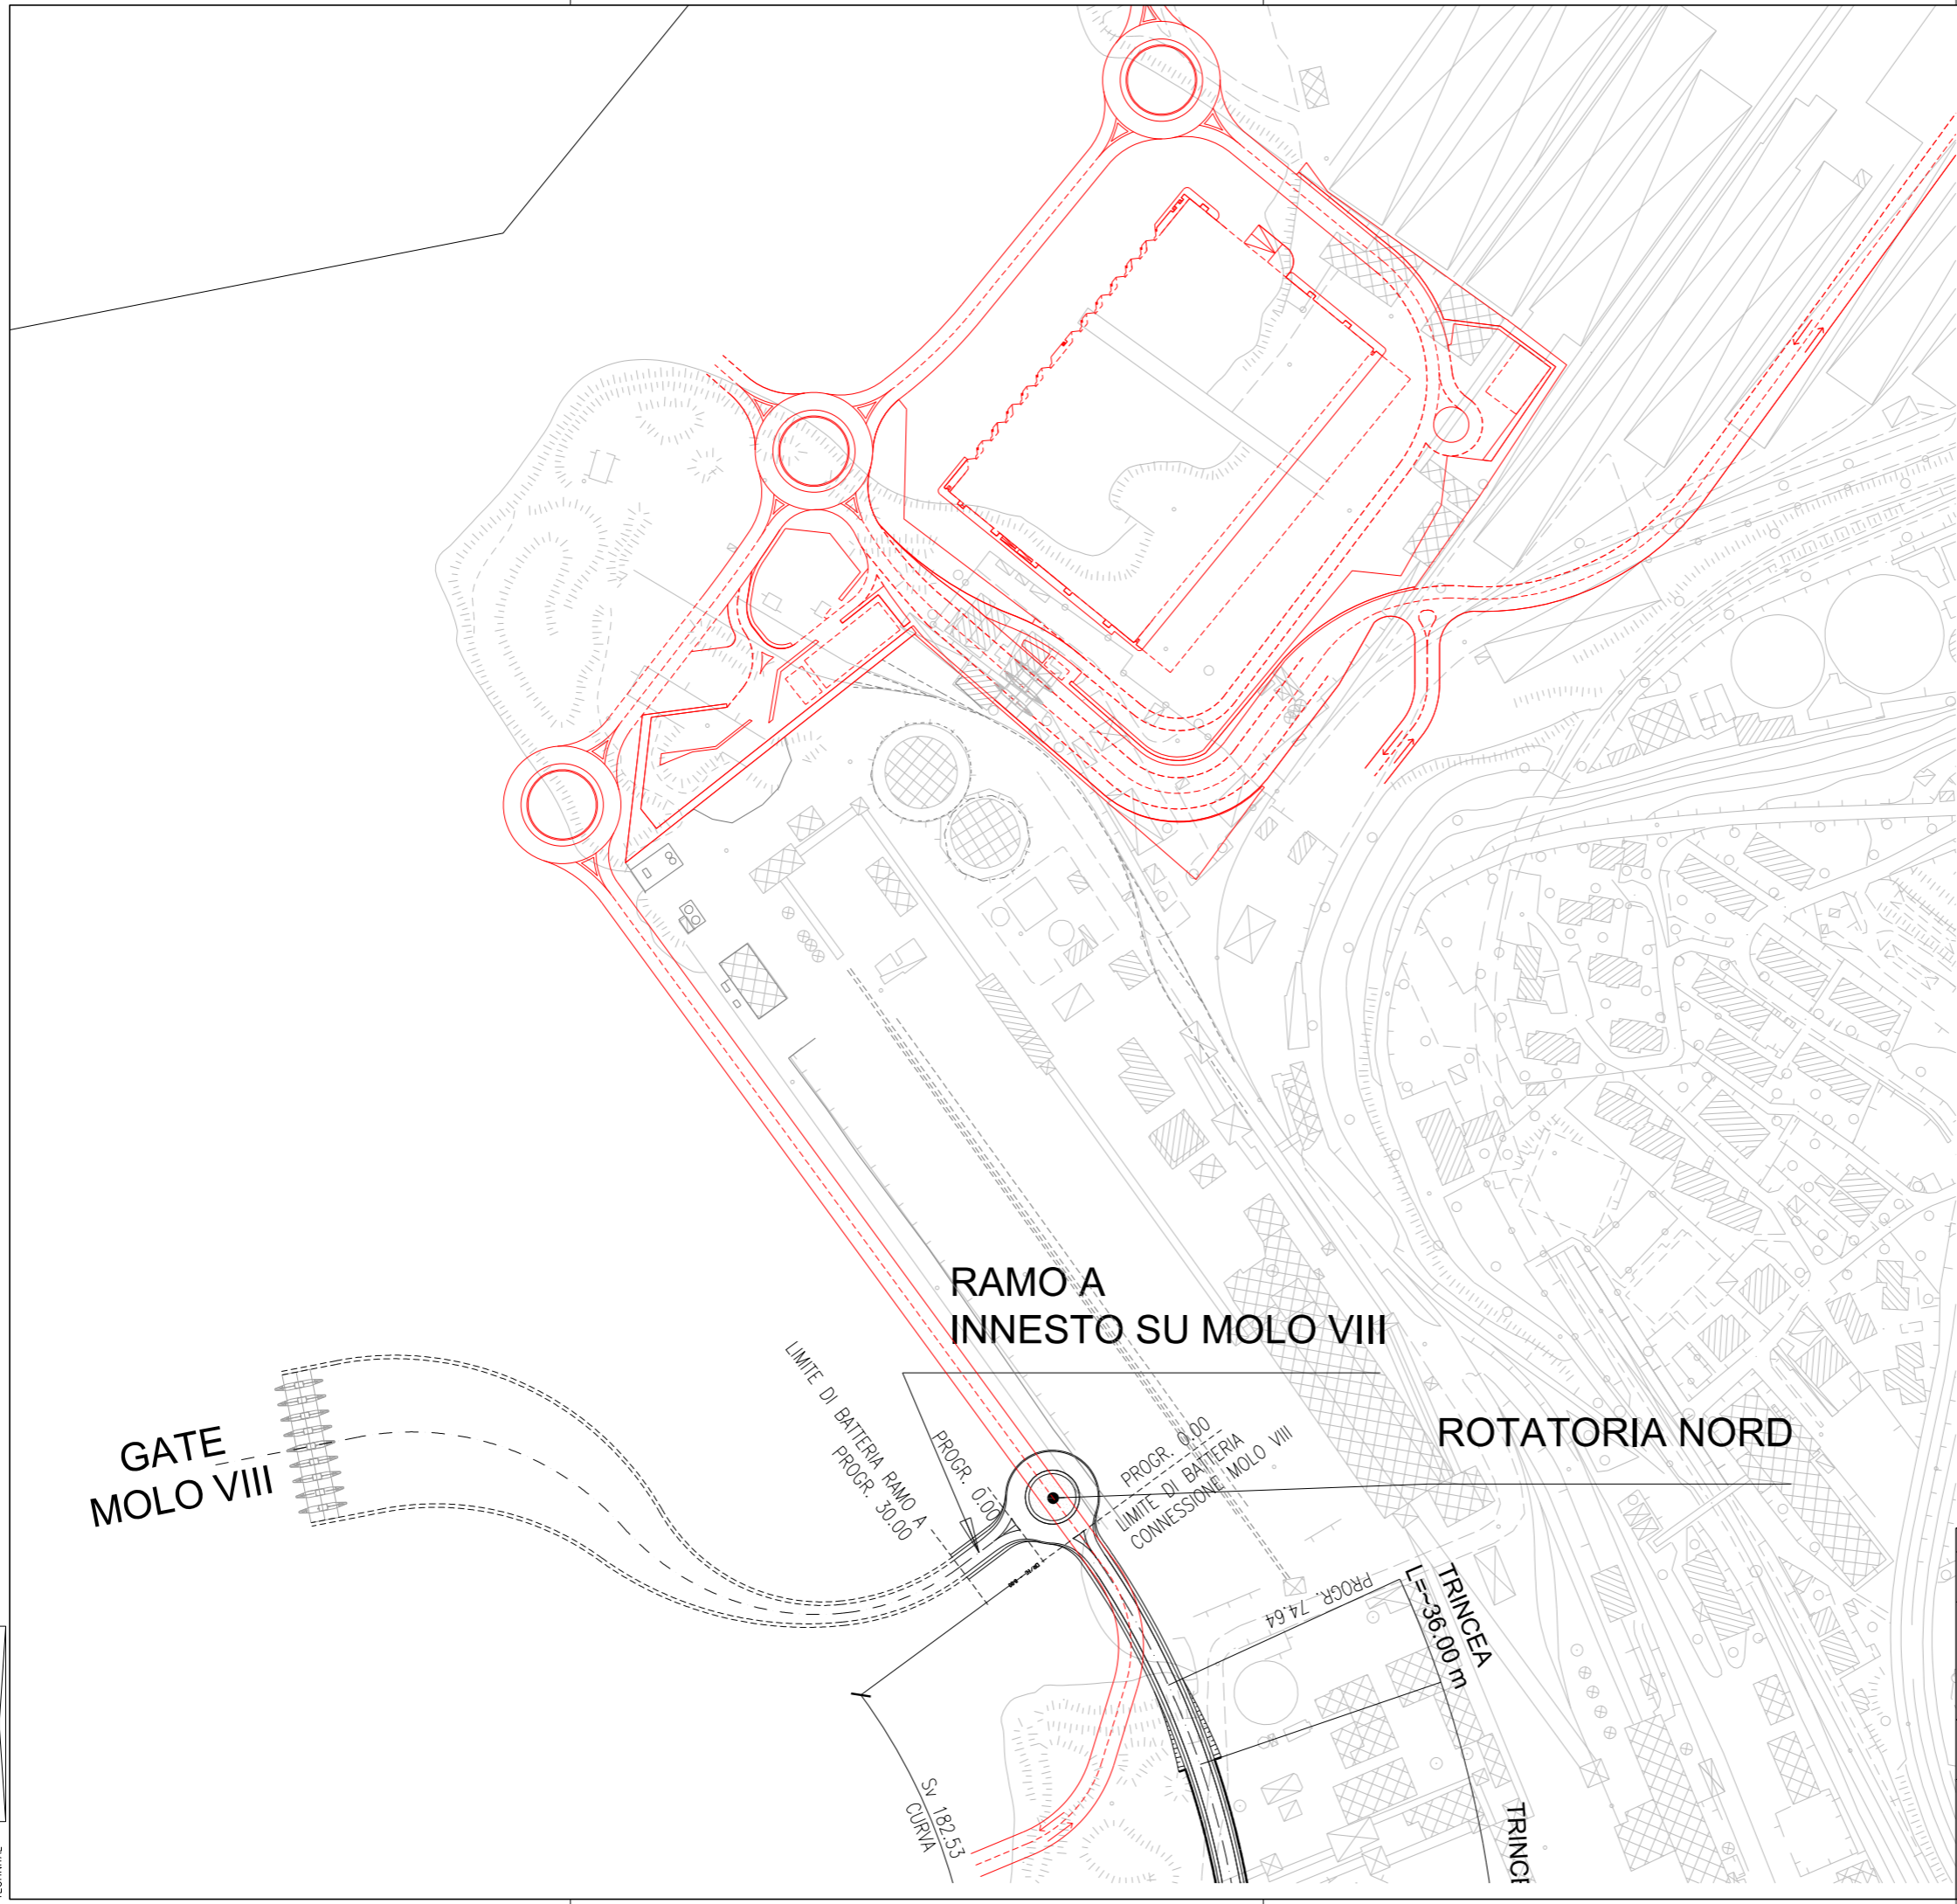 RAMO A
INNESTO SU MOLO VIII
ROTATORIA NORD
GATE
MOLO VIII
LIMITE DI BATTERIA RAMO A
PROGR. 30.00
PROGR. 0.00
PROGR. 0.00
LIMITE DI BATTERIA
CONNESSIONE MOLO VIII
PROGR. 74.64
TRINCEA
L=~36.00 m
Sv 182.53
CURVA
TRINCE